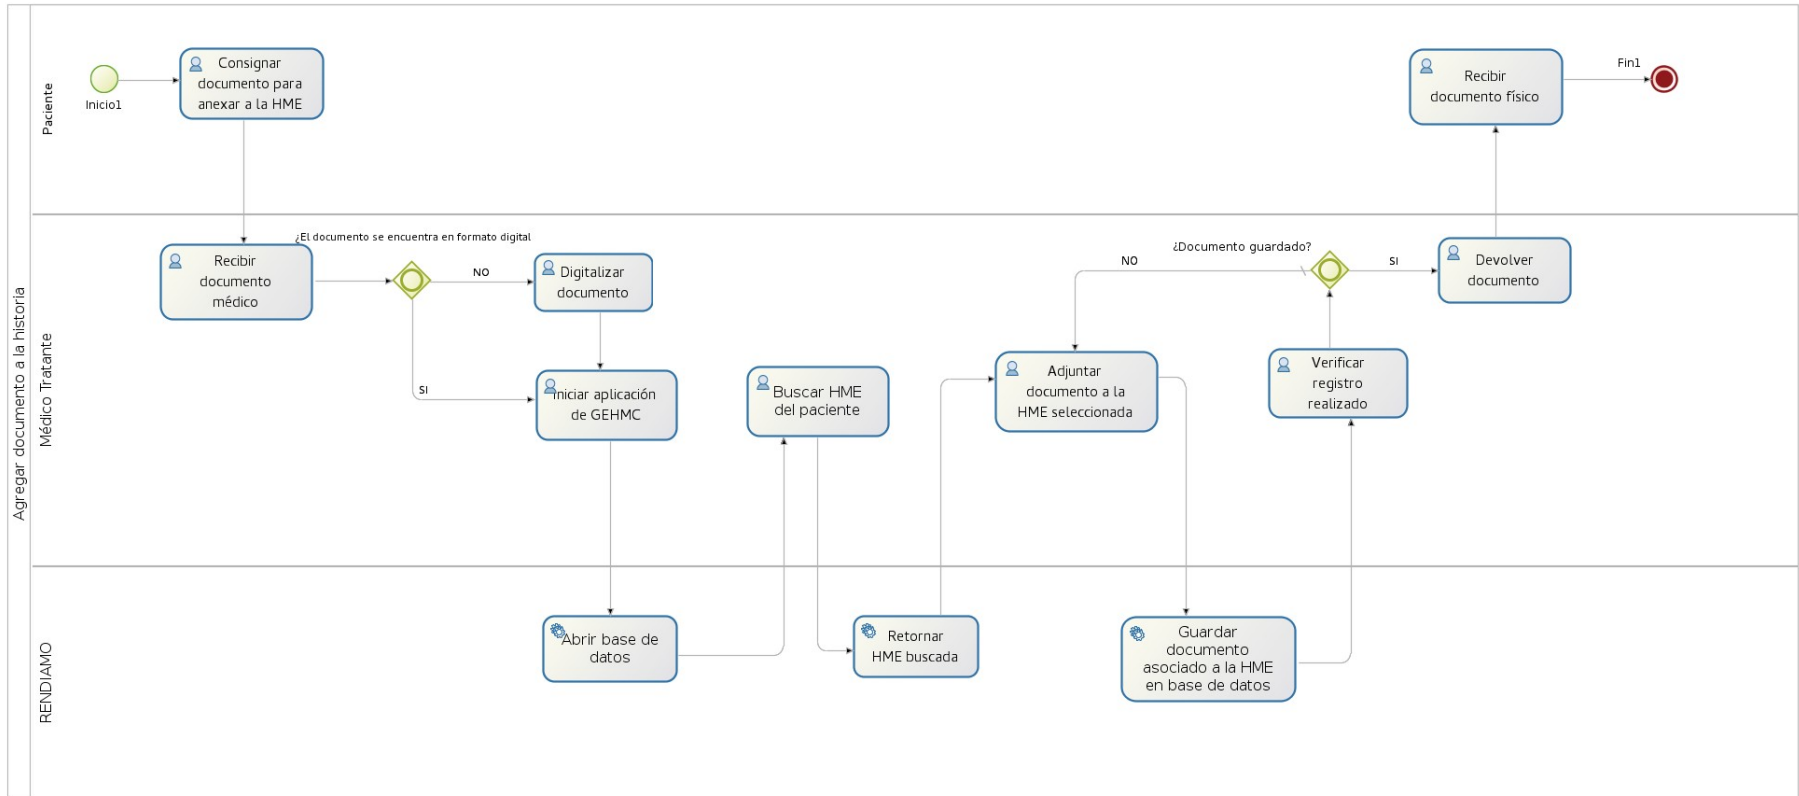 Agregar documento a la historia
Paciente
Inicio1
Consignar
documento para
anexar a la HME
Recibir
documento físico
Fin1
Médico Tratante
Recibir
documento
médico
¿El documento se encuentra en formato digital
NO
SI
Digitalizar
documento
Iniciar aplicación
de GEHMC
Buscar HME
del paciente
Adjuntar
documento a la
HME seleccionada
¿Documento guardado?
NO
SI
Verificar
registro
realizado
Devolver
documento
RENDIAMO
Abrir base de
datos
Retornar
HME buscada
Guardar
documento
asociado a la HME
en base de datos